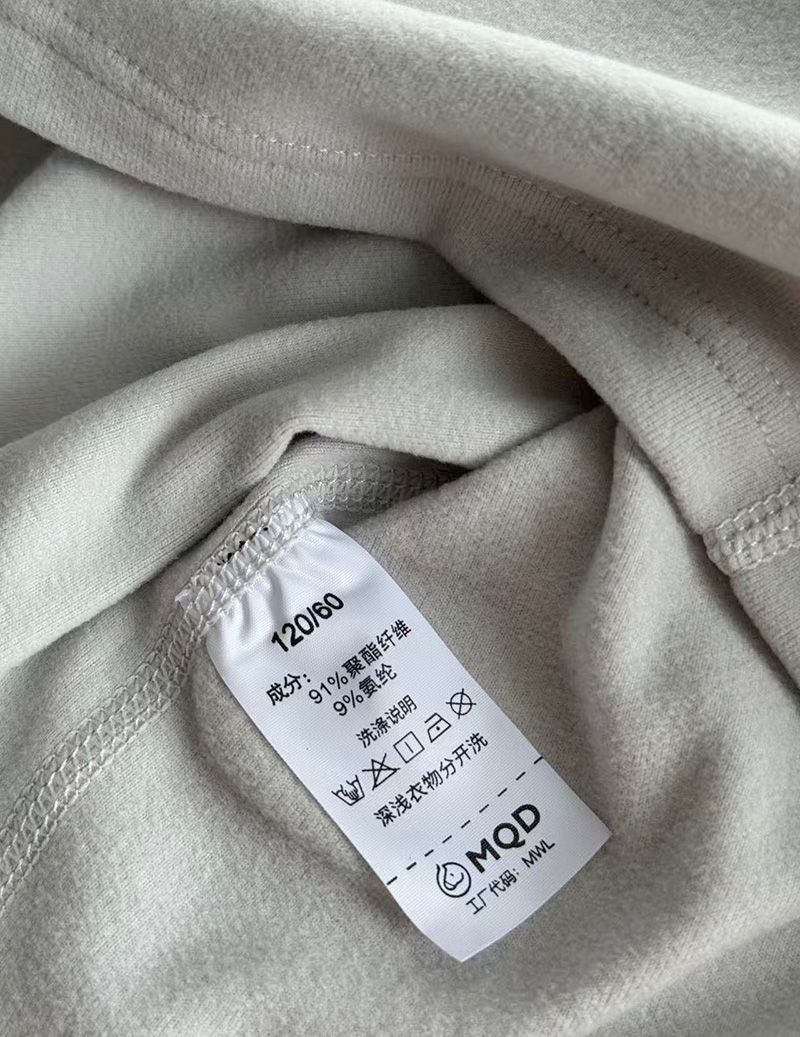 120/60
成分：91%聚酯纤维
9%氨纶
洗涤说明
深浅衣物分开洗
MQD
工厂代码：MWL